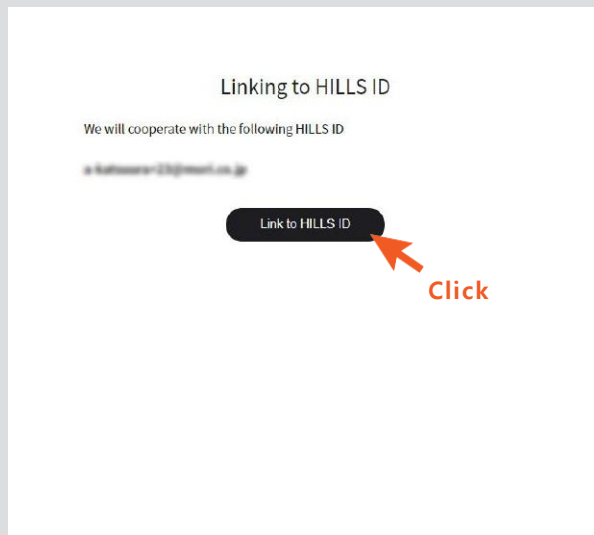 Linking to HILLS ID
We will cooperate with the following HILLS ID
Link to HILLS ID
Click